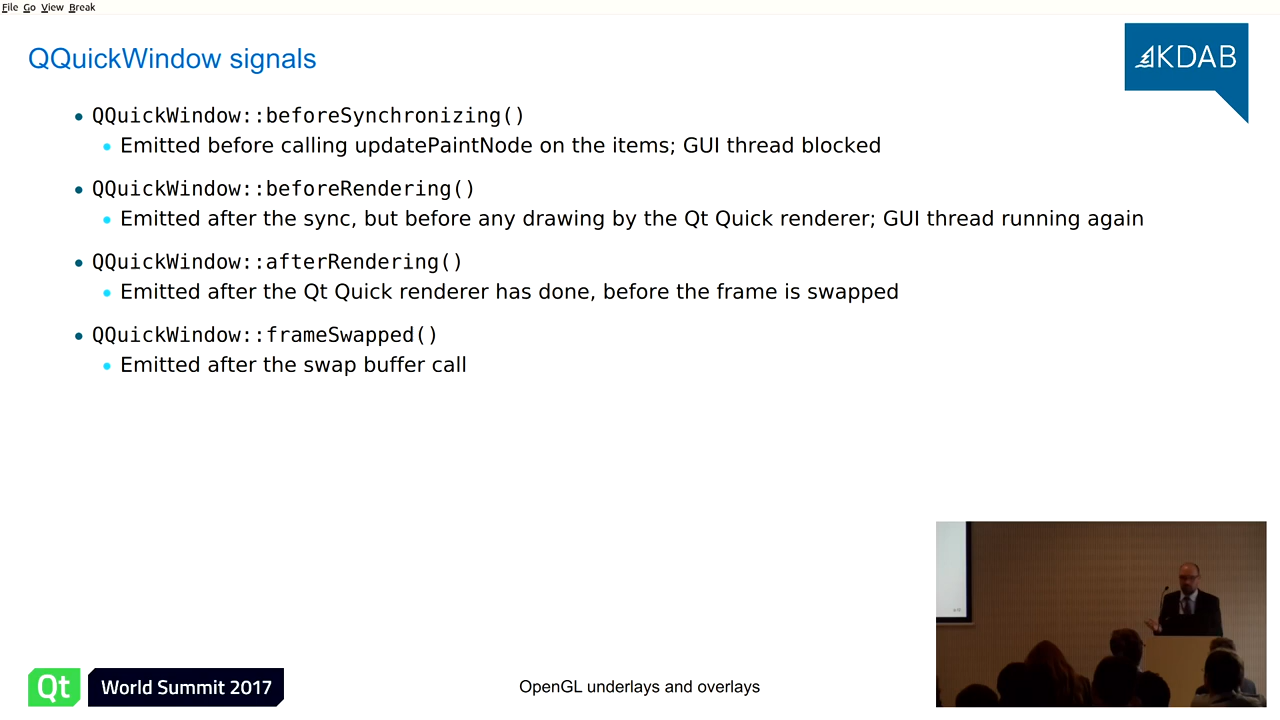 File Go View Break
QQuickWindow signals
KDAB
QQuickWindow::beforeSynchronizing()
Emitted before calling updatePaintNode on the items; GUI thread blocked
QQuickWindow::beforeRendering()
Emitted after the sync, but before any drawing by the Qt Quick renderer; GUI thread running again
QQuickWindow::afterRendering()
Emitted after the Qt Quick renderer has done, before the frame is swapped
QQuickWindow::frameSwapped()
Emitted after the swap buffer call
Qt World Summit 2017
OpenGL underlays and overlays